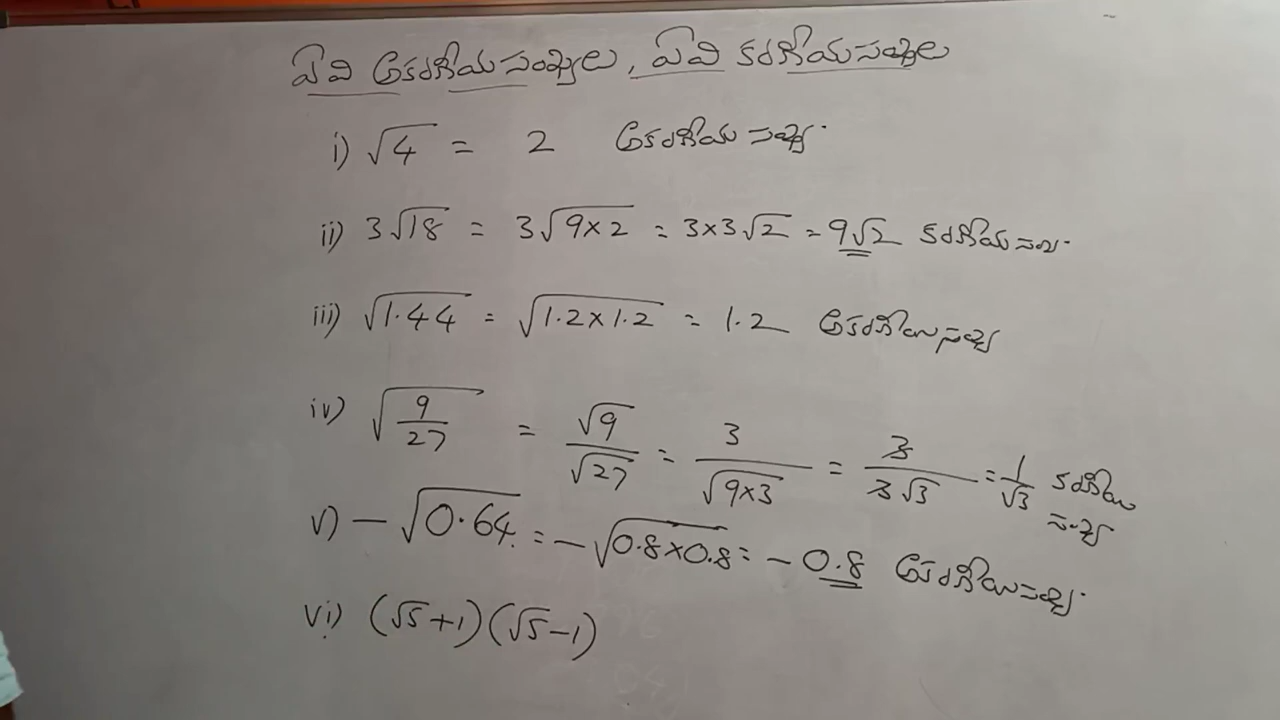 ఏవి అకరణీయ సంఖ్యలు, ఏవి కరణీయ సంఖ్యలు
i) √4 = 2 అకరణీయ సంఖ్య.
ii) 3√18 = 3√9×2 = 3×3√2 = 9√2 కరణీయ సంఖ్య.
iii) √1.44 = √1.2×1.2 = 1.2 అకరణీయ సంఖ్య
iv) √9/27 = √9/√27 = 3/√9×3 = 3/3√3 = 1/√3 కరణీయ సంఖ్య
v) −√0.64 = −√0.8×0.8 = −0.8 అకరణీయ సంఖ్య.
vi) (√5+1)(√5−1)